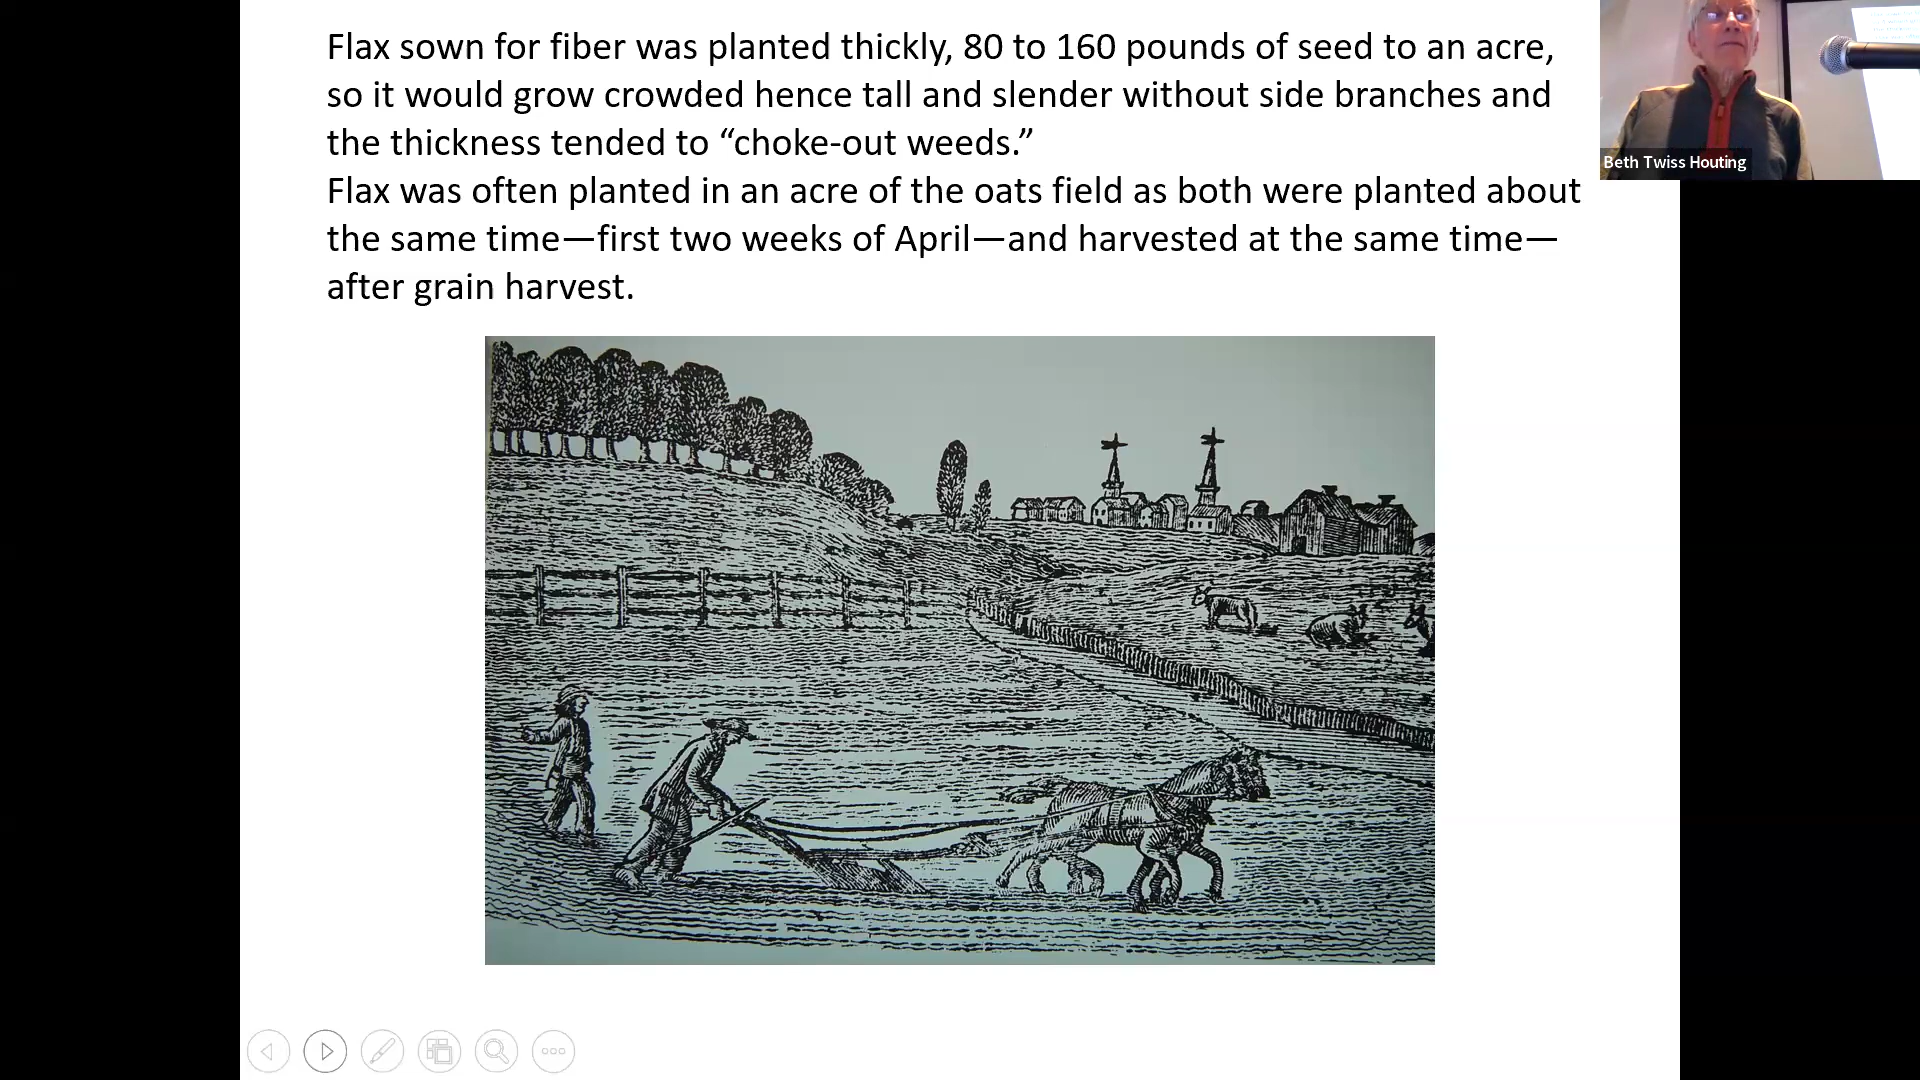 Flax sown for fiber was planted thickly, 80 to 160 pounds of seed to an acre,
so it would grow crowded hence tall and slender without side branches and
the thickness tended to “choke-out weeds.”
Flax was often planted in an acre of the oats field as both were planted about
the same time—first two weeks of April—and harvested at the same time—
after grain harvest.
Beth Twiss Houting